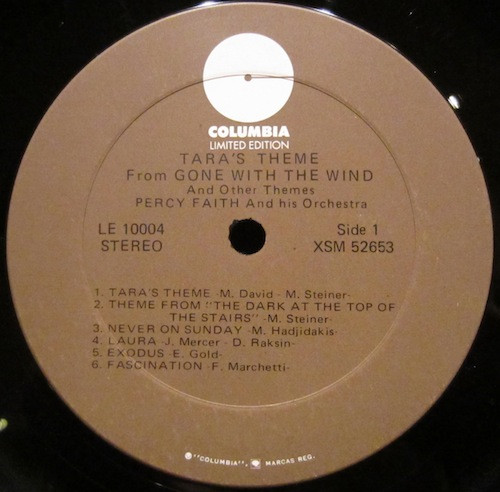 COLUMBIA
LIMITED EDITION
TARA'S THEME
From GONE WITH THE WIND
And Other Themes
PERCY FAITH And his Orchestra
LE 10004
STEREO
Side 1
XSM 52653
1. TARA'S THEME -M. David - M. Steiner-
2. THEME FROM "THE DARK AT THE TOP OF
THE STAIRS" -M. Steiner-
3. NEVER ON SUNDAY -M. Hadjidakis-
4. LAURA -J. Mercer - D. Raksin-
5. EXODUS -E. Gold-
6. FASCINATION -F. Marchetti-
"COLUMBIA", MARCAS REG.